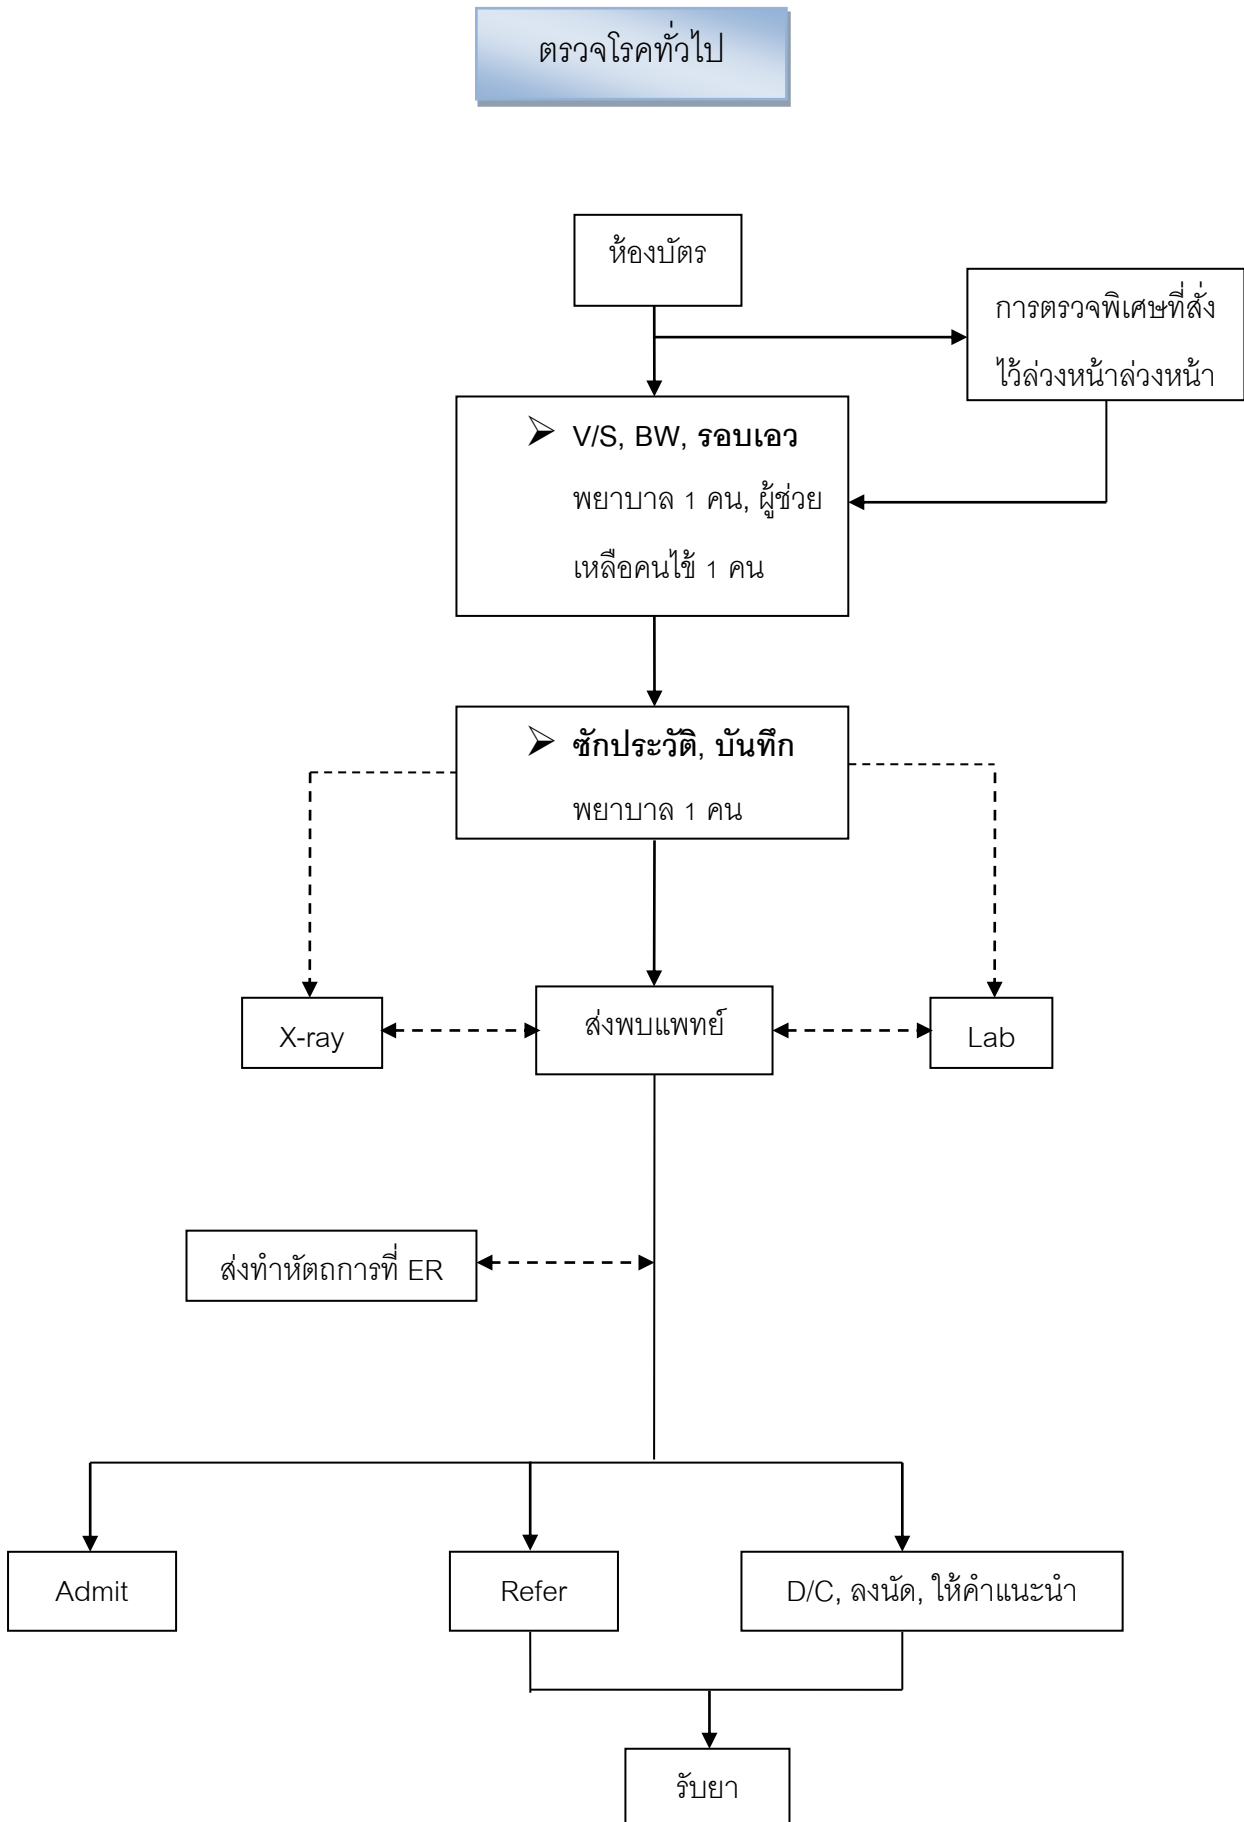 ตรวจโรคทั่วไป
ห้องบัตร
การตรวจพิเศษที่สั่ง
ไว้ล่วงหน้าล่วงหน้า
V/S, BW, รอบเอว
พยาบาล 1 คน, ผู้ช่วย
เหลือคนไข้ 1 คน
ซักประวัติ, บันทึก
พยาบาล 1 คน
X-ray
ส่งพบแพทย์
Lab
ส่งทำหัตถการที่ ER
Admit
Refer
D/C, ลงนัด, ให้คำแนะนำ
รับยา